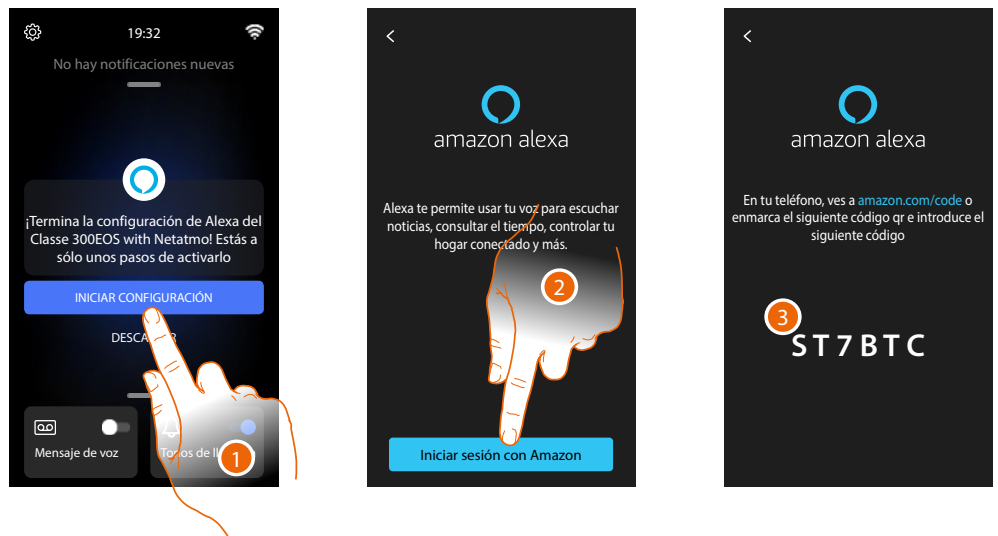 19:32
No hay notificaciones nuevas
¡Termina la configuración de Alexa del
Classe 300EOS with Netatmo! Estás a
sólo unos pasos de activarlo
INICIAR CONFIGURACIÓN
Mensaje de voz
Tonos de
1
amazon alexa
Alexa te permite usar tu voz para escuchar
noticias, consultar el tiempo, controlar tu
hogar conectado y más.
2
Iniciar sesión con Amazon
amazon alexa
En tu teléfono, ves a amazon.com/code o
enmarca el siguiente código qr e introduce el
siguiente código
3
ST7BTC